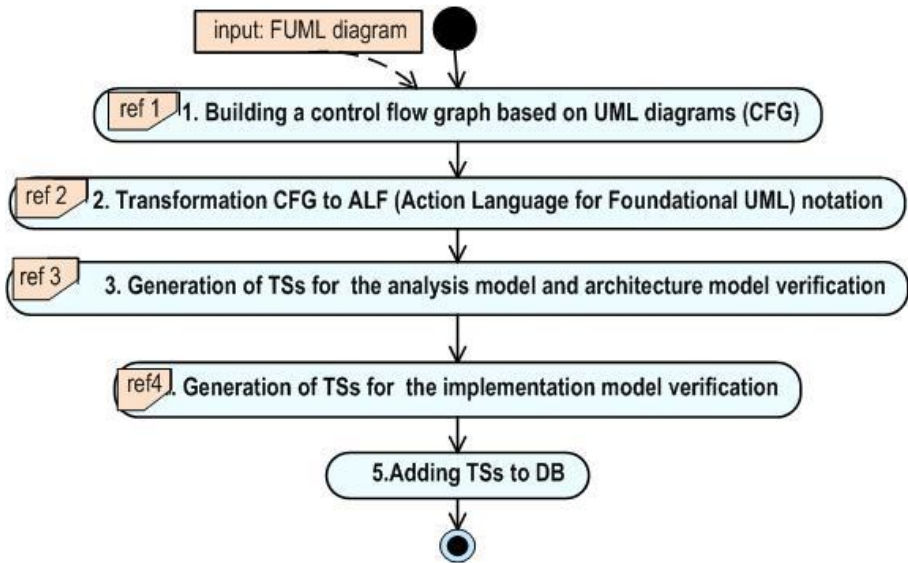 input: FUML diagram
ref 1
1. Building a control flow graph based on UML diagrams (CFG)
ref 2
2. Transformation CFG to ALF (Action Language for Foundational UML) notation
ref 3
3. Generation of TSs for the analysis model and architecture model verification
ref4
. Generation of TSs for the implementation model verification
5.Adding TSs to DB